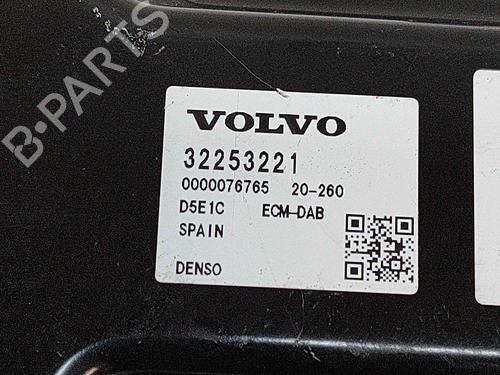 B-PARTS
VOLVO
32253221
0000076765 20-260
D5E1C ECM-DAB
SPAIN
DENSO